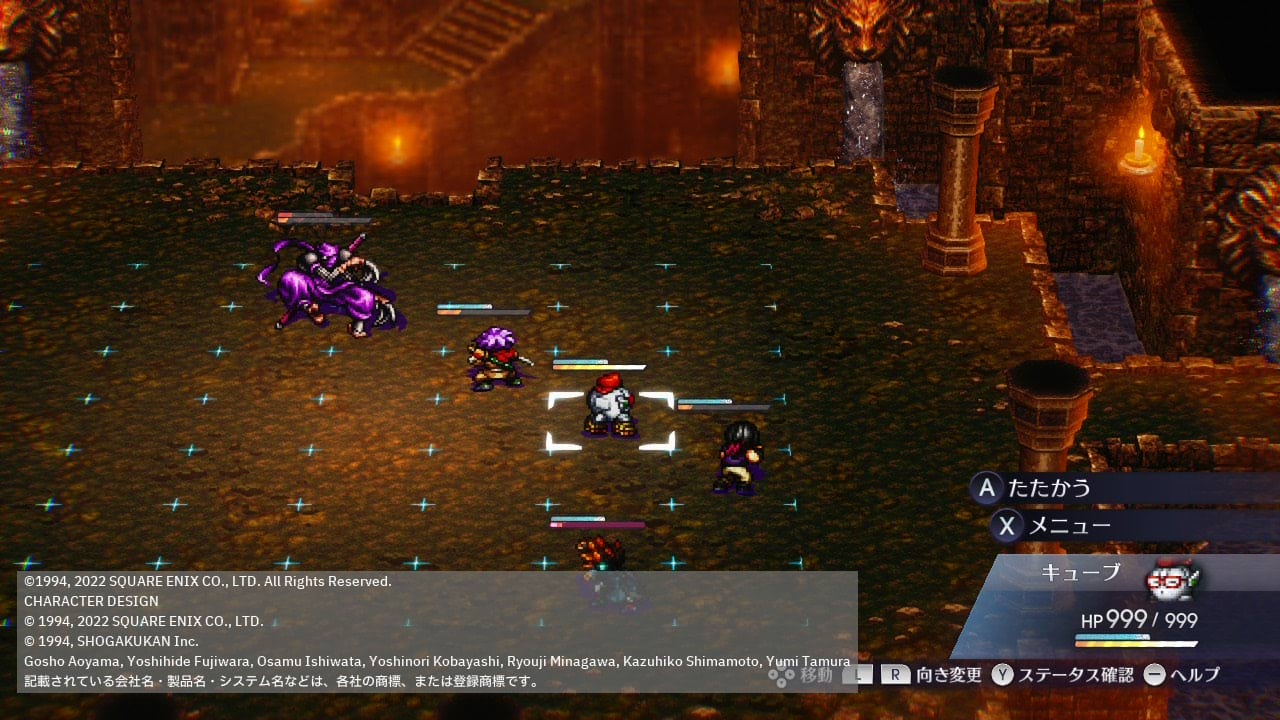 A たたかう
X メニュー
キューブ
HP 999 / 999
©1994, 2022 SQUARE ENIX CO., LTD. All Rights Reserved.
CHARACTER DESIGN
© 1994, 2022 SQUARE ENIX CO., LTD.
© 1994, SHOGAKUKAN Inc.
Gosho Aoyama, Yoshihide Fujiwara, Osamu Ishiwata, Yoshinori Kobayashi, Ryouji Minagawa, Kazuhiko Shimamoto, Yumi Tamura
記載されている会社名・製品名・システム名などは、各社の商標、または登録商標です。
移動 L R 向き変更 Y ステータス確認 ヘルプ